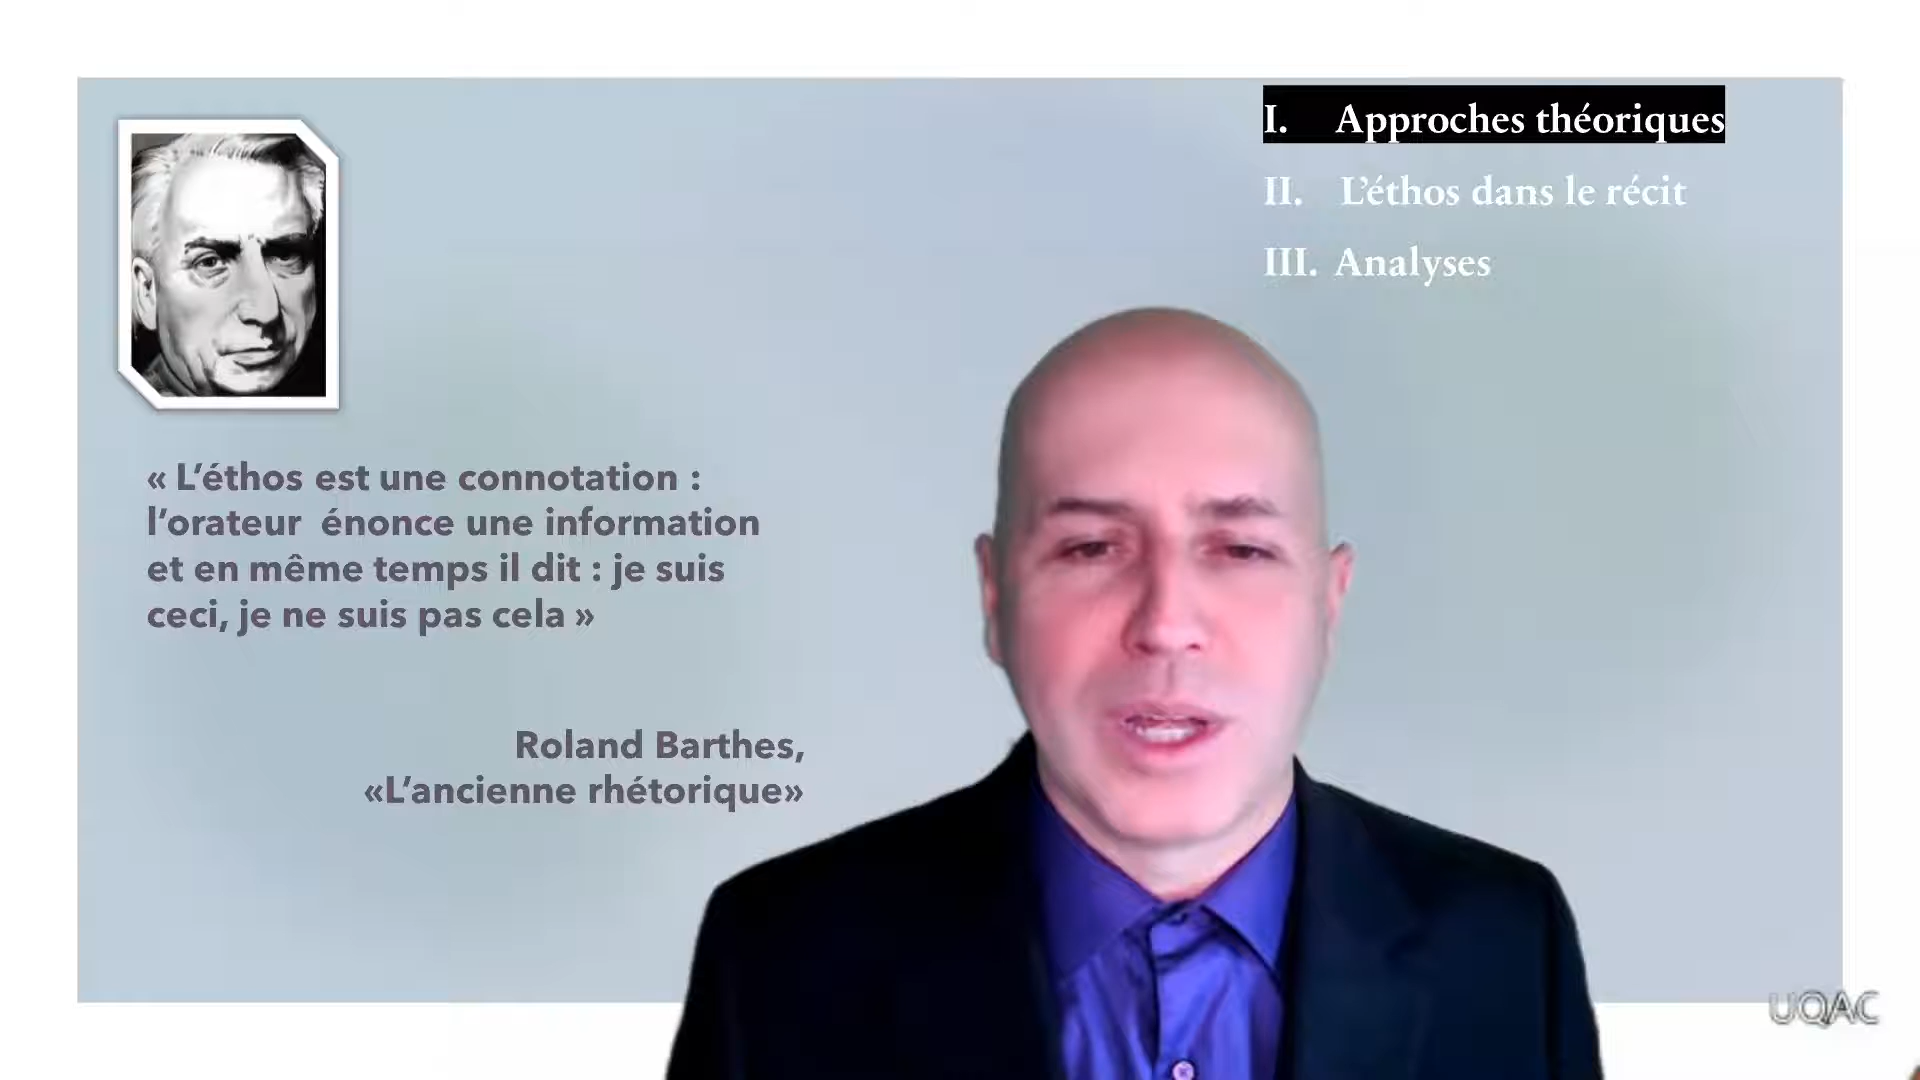 I. Approches théoriques
II. L’éthos dans le récit
III. Analyses
« L’éthos est une connotation :
l’orateur énonce une information
et en même temps il dit : je suis
ceci, je ne suis pas cela »
Roland Barthes,
«L’ancienne rhétorique»
UQAC